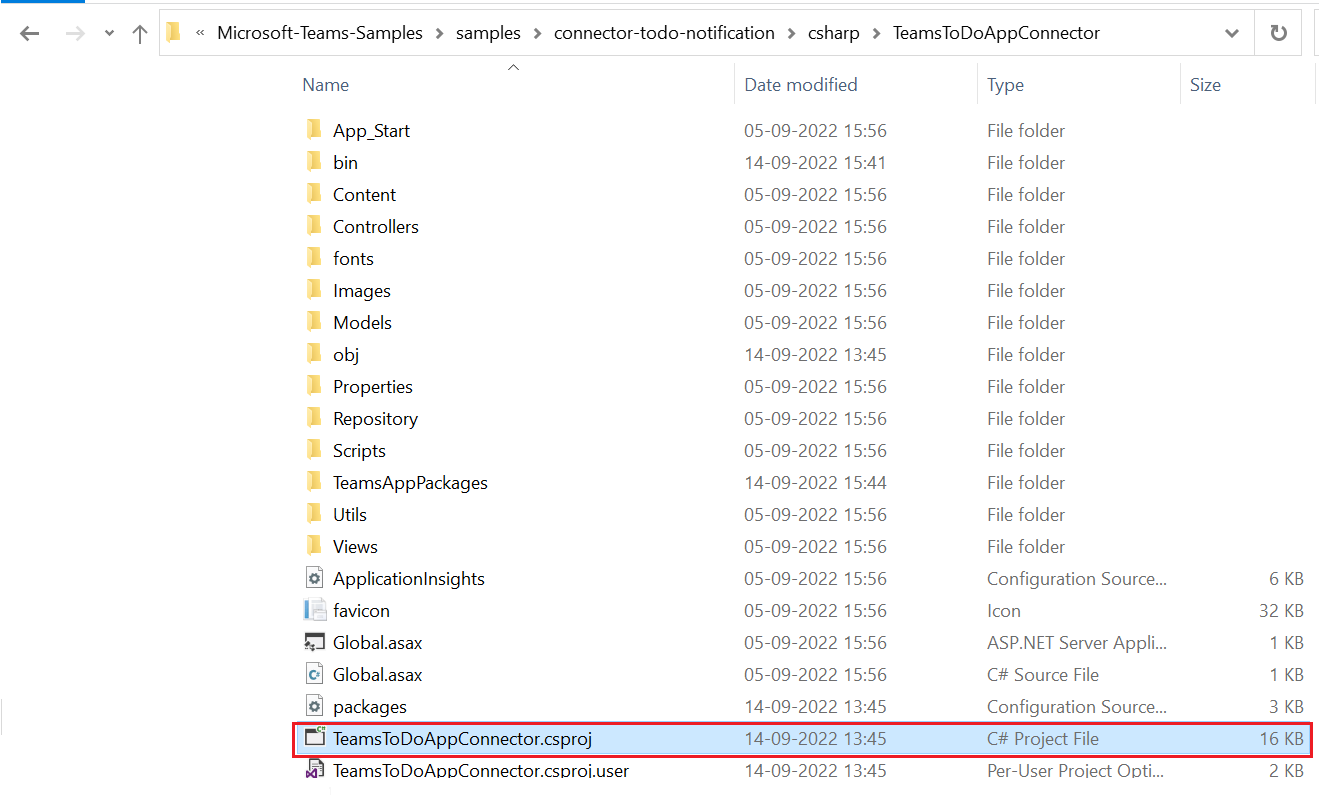 « Microsoft-Teams-Samples > samples > connector-todo-notification > csharp > TeamsToDoAppConnector
Name Date modified Type Size
App_Start 05-09-2022 15:56 File folder
bin 14-09-2022 15:41 File folder
Content 05-09-2022 15:56 File folder
Controllers 05-09-2022 15:56 File folder
fonts 05-09-2022 15:56 File folder
Images 05-09-2022 15:56 File folder
Models 05-09-2022 15:56 File folder
obj 14-09-2022 13:45 File folder
Properties 05-09-2022 15:56 File folder
Repository 05-09-2022 15:56 File folder
Scripts 05-09-2022 15:56 File folder
TeamsAppPackages 14-09-2022 15:44 File folder
Utils 05-09-2022 15:56 File folder
Views 05-09-2022 15:56 File folder
ApplicationInsights 05-09-2022 15:56 Configuration Source... 6 KB
favicon 05-09-2022 15:56 Icon 32 KB
Global.asax 05-09-2022 15:56 ASP.NET Server Appli... 1 KB
Global.asax 05-09-2022 15:56 C# Source File 1 KB
packages 14-09-2022 13:45 Configuration Source... 3 KB
TeamsToDoAppConnector.csproj 14-09-2022 13:45 C# Project File 16 KB
TeamsToDoAppConnector.csproj.user 14-09-2022 13:45 Per-User Project Opti... 2 KB